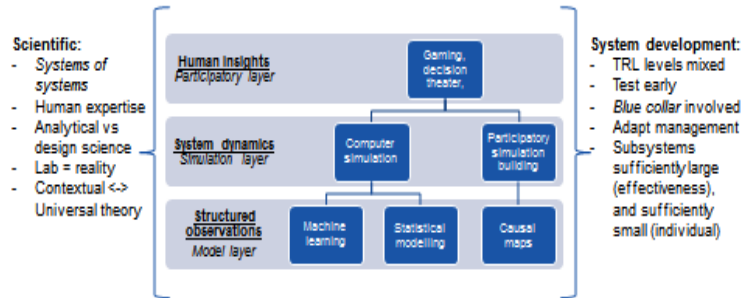 Scientific:
- Systems of
systems
- Human expertise
- Analytical vs
design science
- Lab = reality
- Contextual <->
Universal theory
Human insights
Participatory layer
Gaming,
decision
theater,
System dynamics
Simulation layer
Computer
simulation
Participatory
simulation
building
Structured
observations
Model layer
Machine
learning
Statistical
modelling
Causal
maps
System development:
- TRL levels mixed
- Test early
- Blue collar involved
- Adapt management
- Subsystems
sufficiently large
(effectiveness),
and sufficiently
small (individual)